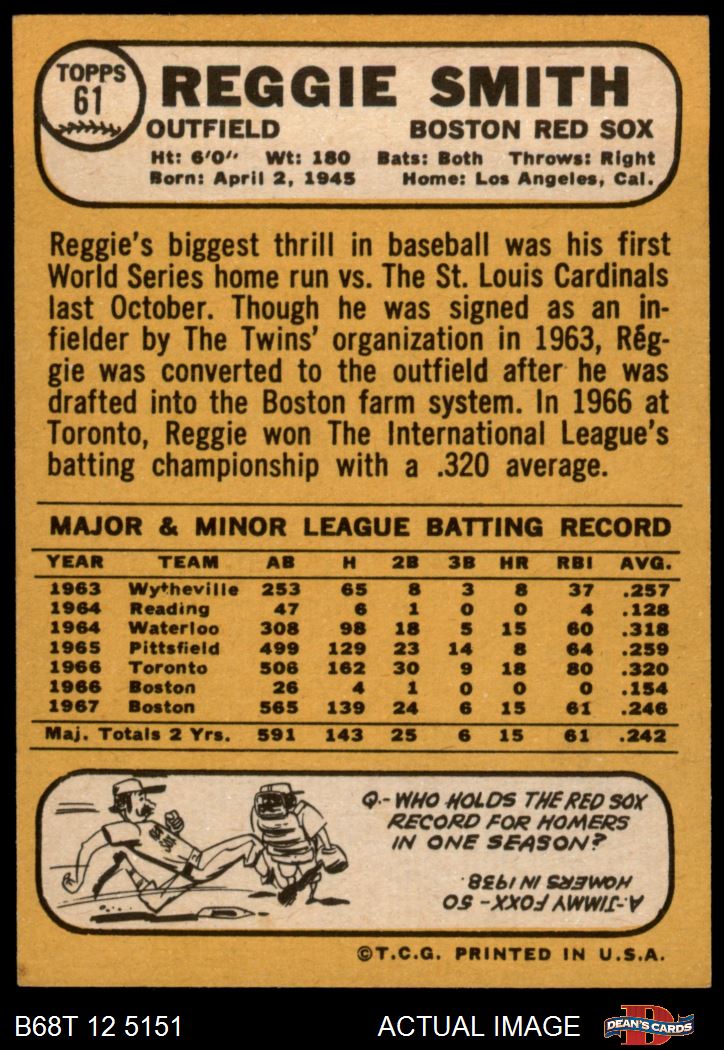 TOPPS
61
REGGIE SMITH
OUTFIELD BOSTON RED SOX
Ht: 6'0" Wt: 180 Bats: Both Throws: Right
Born: April 2, 1945 Home: Los Angeles, Cal.
Reggie's biggest thrill in baseball was his first
World Series home run vs. The St. Louis Cardinals
last October. Though he was signed as an in-
fielder by The Twins' organization in 1963, Rég-
gie was converted to the outfield after he was
drafted into the Boston farm system. In 1966 at
Toronto, Reggie won The International League's
batting championship with a .320 average.
MAJOR & MINOR LEAGUE BATTING RECORD
YEAR TEAM AB H 2B 3B HR RBI AVG.
1963 Wytheville 253 65 8 3 8 37 .257
1964 Reading 47 6 1 0 0 4 .128
1964 Waterloo 308 98 18 5 15 60 .318
1965 Pittsfield 499 129 23 14 8 64 .259
1966 Toronto 506 162 30 9 18 80 .320
1966 Boston 26 4 1 0 0 0 .154
1967 Boston 565 139 24 6 15 61 .246
Maj. Totals 2 Yrs. 591 143 25 6 15 61 .242
Q.-WHO HOLDS THE RED SOX
RECORD FOR HOMERS
IN ONE SEASON?
A-JIMMY FOXX - 50
HOMERS IN 1938.
©T.C.G. PRINTED IN U.S.A.
B68T 12 5151 ACTUAL IMAGE
D
DEAN'S CARDS